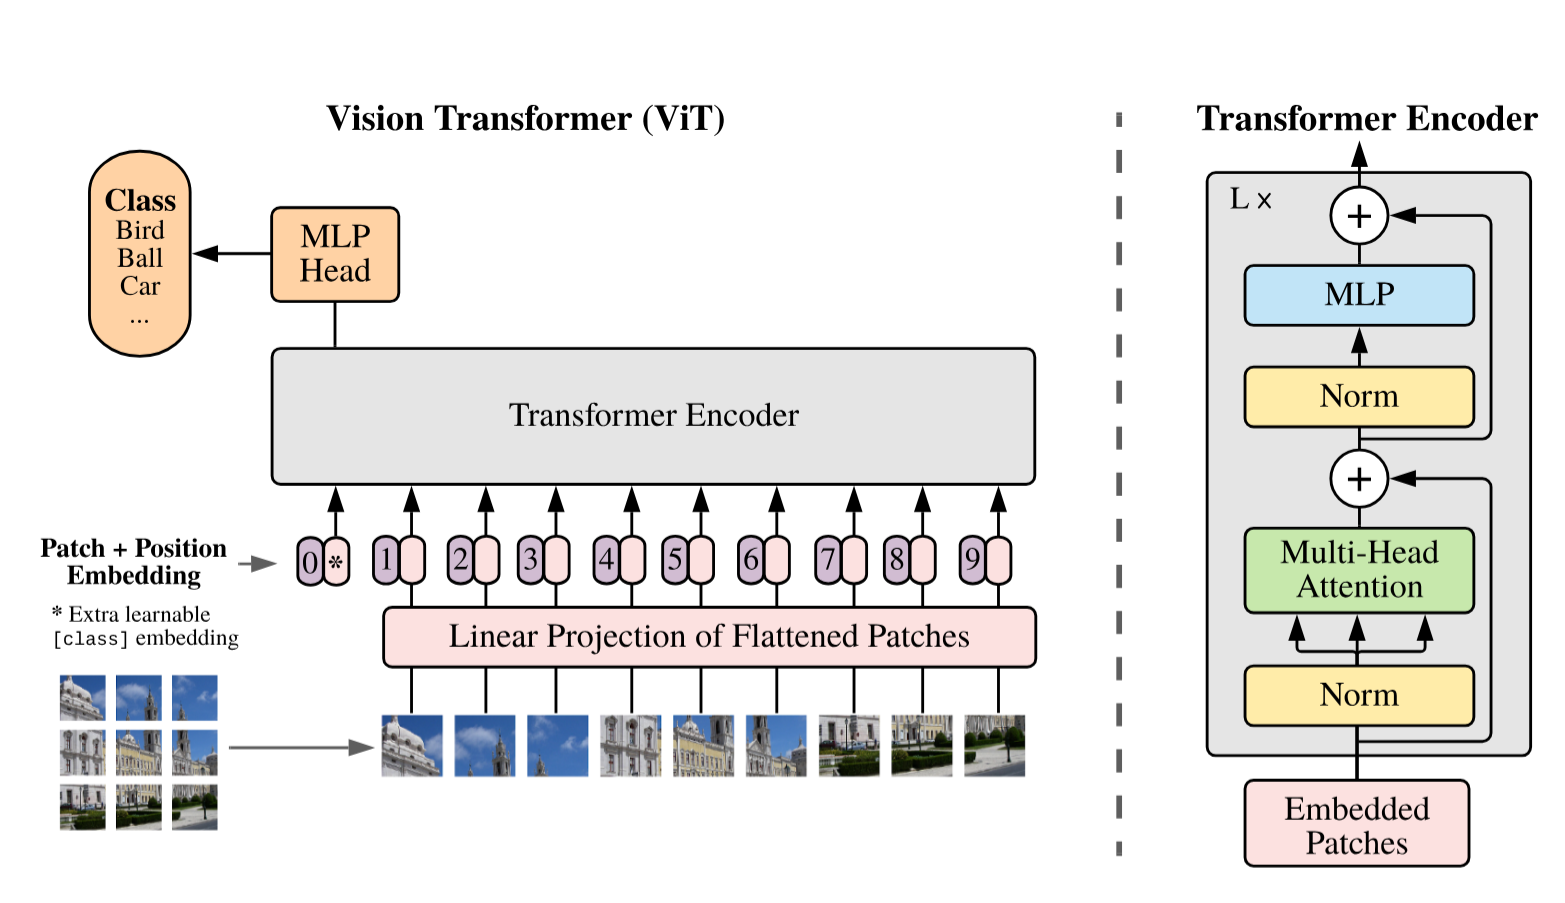 Vision Transformer (ViT)
Class
Bird
Ball
Car
...
MLP
Head
Transformer Encoder
Patch + Position
Embedding
* Extra learnable
[class] embedding
0 * 1 2 3 4 5 6 7 8 9
Linear Projection of Flattened Patches
Transformer Encoder
L x
+
MLP
Norm
+
Multi-Head
Attention
Norm
Embedded
Patches